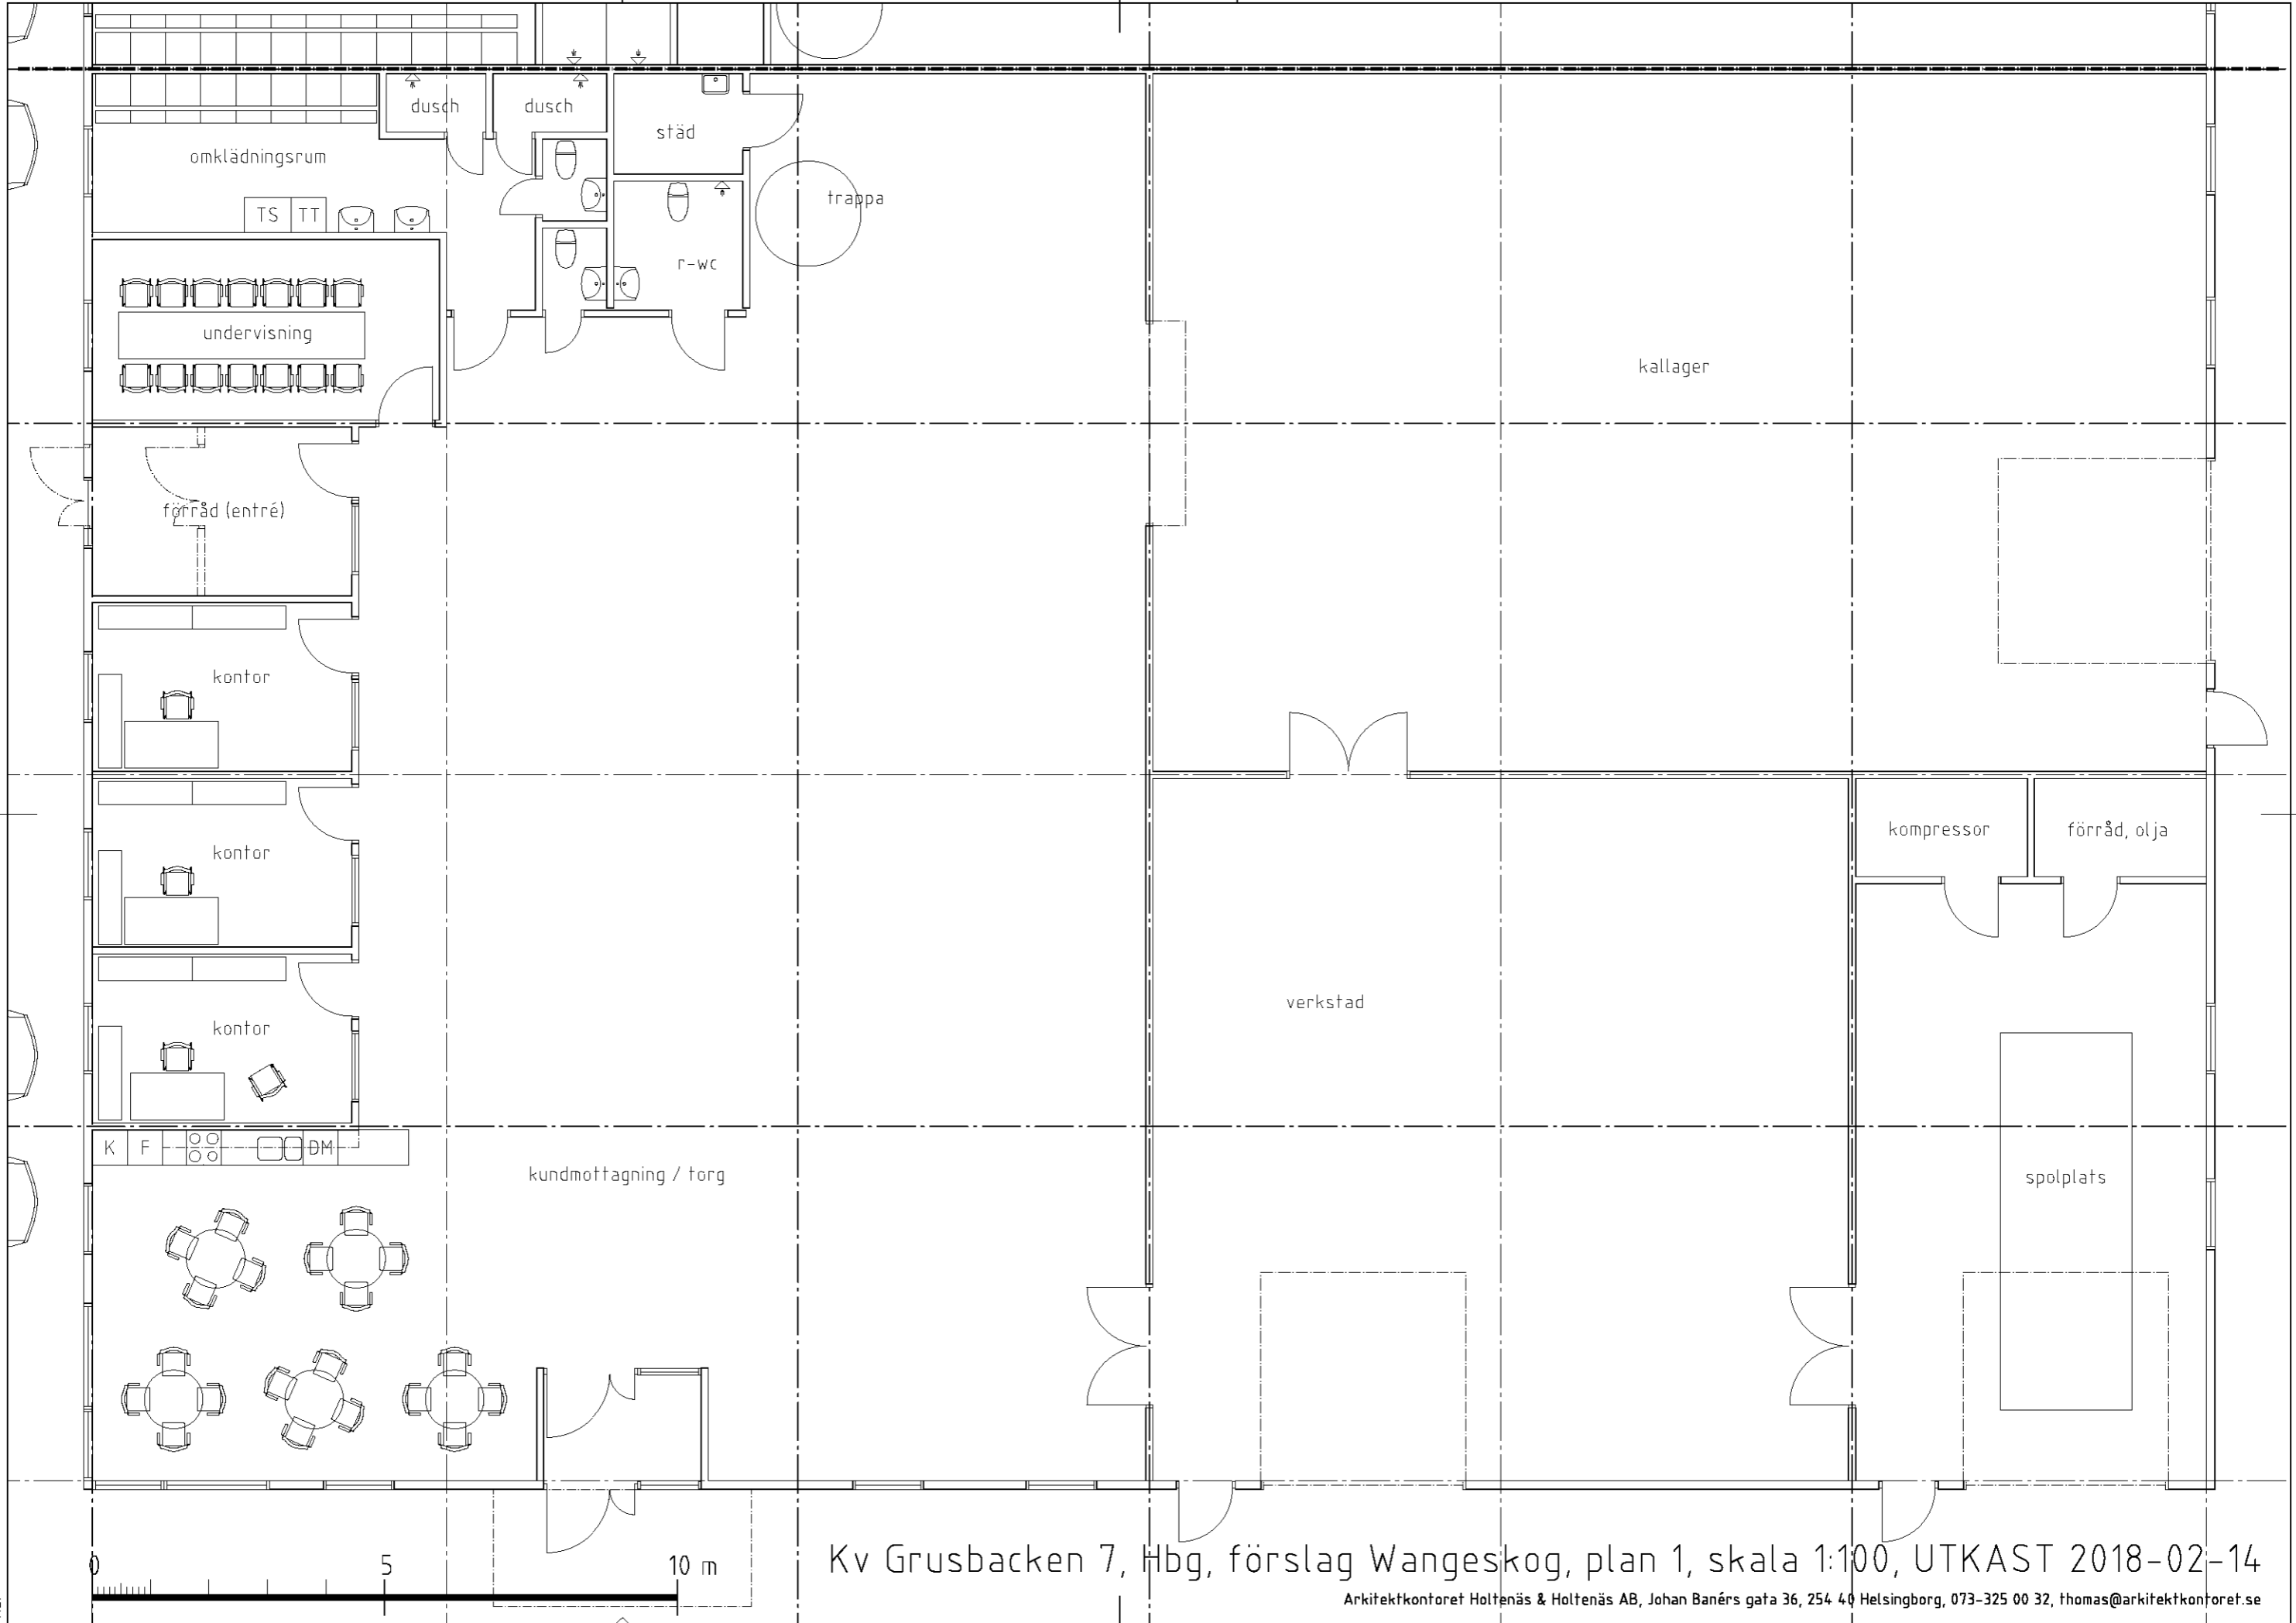 dusch
dusch
städ
omklädningsrum
trappa
TS
TT
r-wc
undervisning
kallager
förråd (entré)
kontor
kompressor
förråd, olja
kontor
verkstad
kontor
K
F
DM
kundmottagning / torg
spolplats
0
5
10 m
Kv Grusbacken 7, Hbg, förslag Wangeskog, plan 1, skala 1:100, UTKAST 2018-02-14
Arkitektkontoret Holtenäs & Holtenäs AB, Johan Banérs gata 36, 254 40 Helsingborg, 073-325 00 32, thomas@arkitektkontoret.se